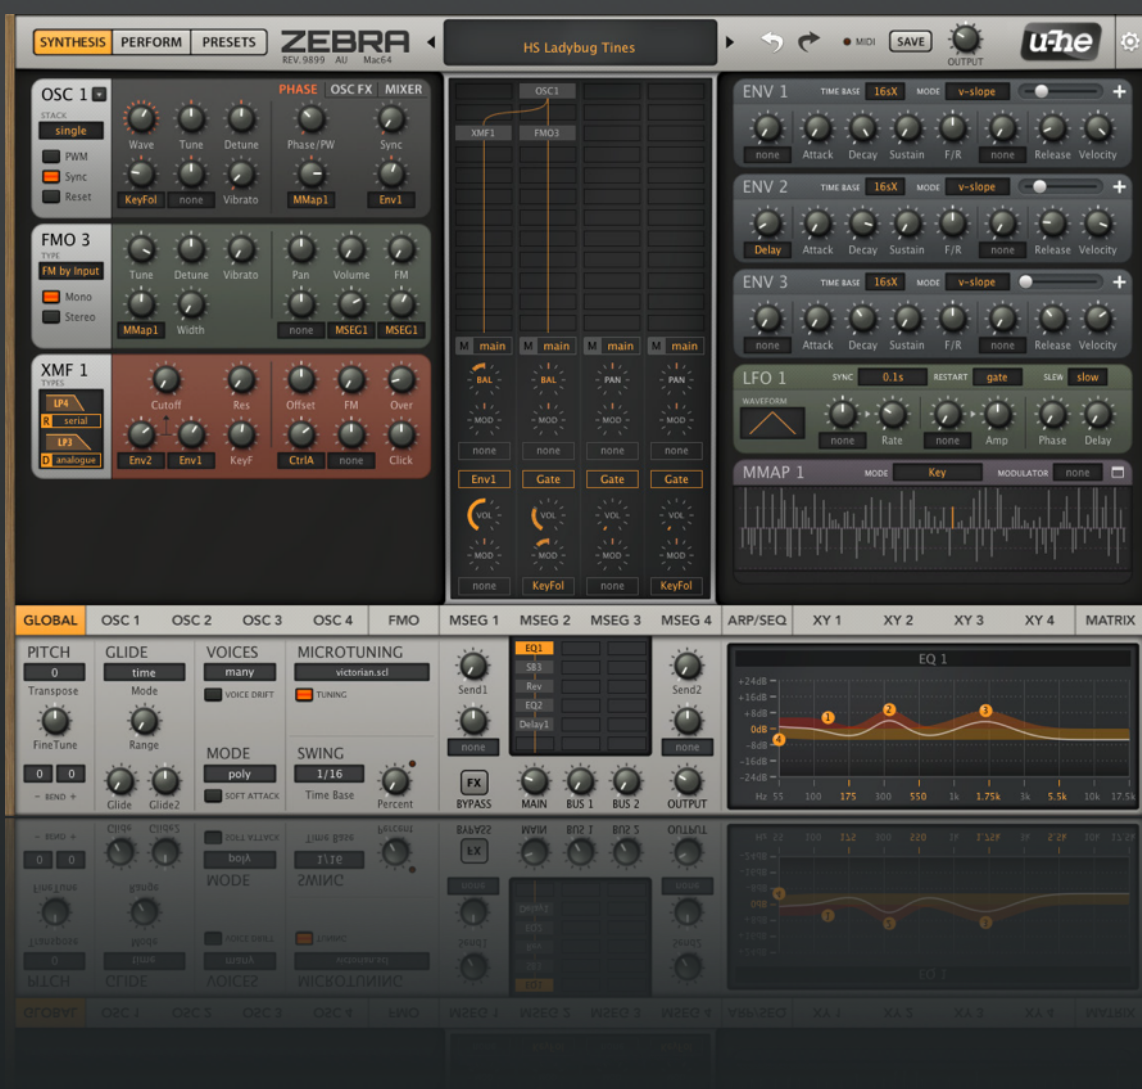 SYNTHESIS PERFORM PRESETS
ZEBRA
REV.9899 AU Mac64
HS Ladybug Tines
MIDI SAVE
OUTPUT
u-he
OSC 1
STACK
single
PWM
Sync
Reset
PHASE OSC FX MIXER
Wave Tune Detune Phase/PW Sync
KeyFol none Vibrato MMap1 Env1
FMO 3
TYPE
FM by Input
Mono
Stereo
Tune Detune Vibrato Pan Volume FM
MMap1 Width none MSEG1 MSEG1
XMF 1
TYPES
LP4
R serial
LP3
D analogue
Cutoff Res Offset FM Over
Env2 Env1 KeyF CtrlA none Click
OSC1
XMF1 FMO3
M main M main M main M main
BAL BAL PAN PAN
MOD MOD MOD MOD
none none none none
Env1 Gate Gate Gate
VOL VOL VOL VOL
MOD MOD MOD MOD
none KeyFol none KeyFol
ENV 1 TIME BASE 16sX MODE v-slope
none Attack Decay Sustain F/R none Release Velocity
ENV 2 TIME BASE 16sX MODE v-slope
Delay Attack Decay Sustain F/R none Release Velocity
ENV 3 TIME BASE 16sX MODE v-slope
none Attack Decay Sustain F/R none Release Velocity
LFO 1 SYNC 0.1s RESTART gate SLEW slow
WAVEFORM
none Rate none Amp Phase Delay
MMAP 1 MODE Key MODULATOR none
GLOBAL OSC 1 OSC 2 OSC 3 OSC 4 FMO MSEG 1 MSEG 2 MSEG 3 MSEG 4 ARP/SEQ XY 1 XY 2 XY 3 XY 4 MATRIX
PITCH
0
Transpose
FineTune
0 0
- BEND +
GLIDE
time
Mode
Range
Glide Glide2
VOICES
many
VOICE DRIFT
MODE
poly
SOFT ATTACK
MICROTUNING
victorian.scl
TUNING
SWING
1/16
Time Base Percent
Send1
none
FX
BYPASS
EQ1
SB3
Rev
EQ2
Delay1
MAIN BUS 1 BUS 2
Send2
none
OUTPUT
EQ 1
+24dB
+16dB
+8dB
0dB
-8dB
-16dB
-24dB
1 2 3 4
Hz 55 100 175 300 550 1k 1.75k 3k 5.5k 10k 17.5k